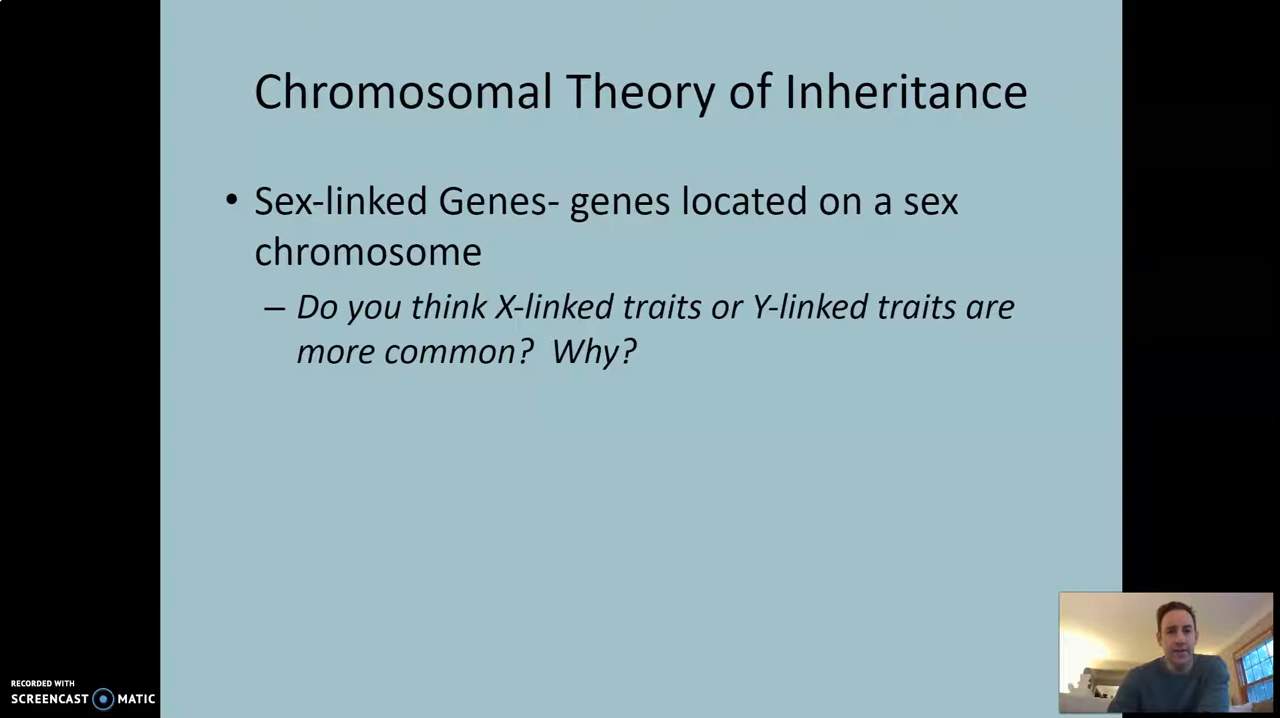 Chromosomal Theory of Inheritance
• Sex-linked Genes- genes located on a sex
chromosome
– Do you think X-linked traits or Y-linked traits are
more common?  Why?
RECORDED WITH
SCREENCAST MATIC